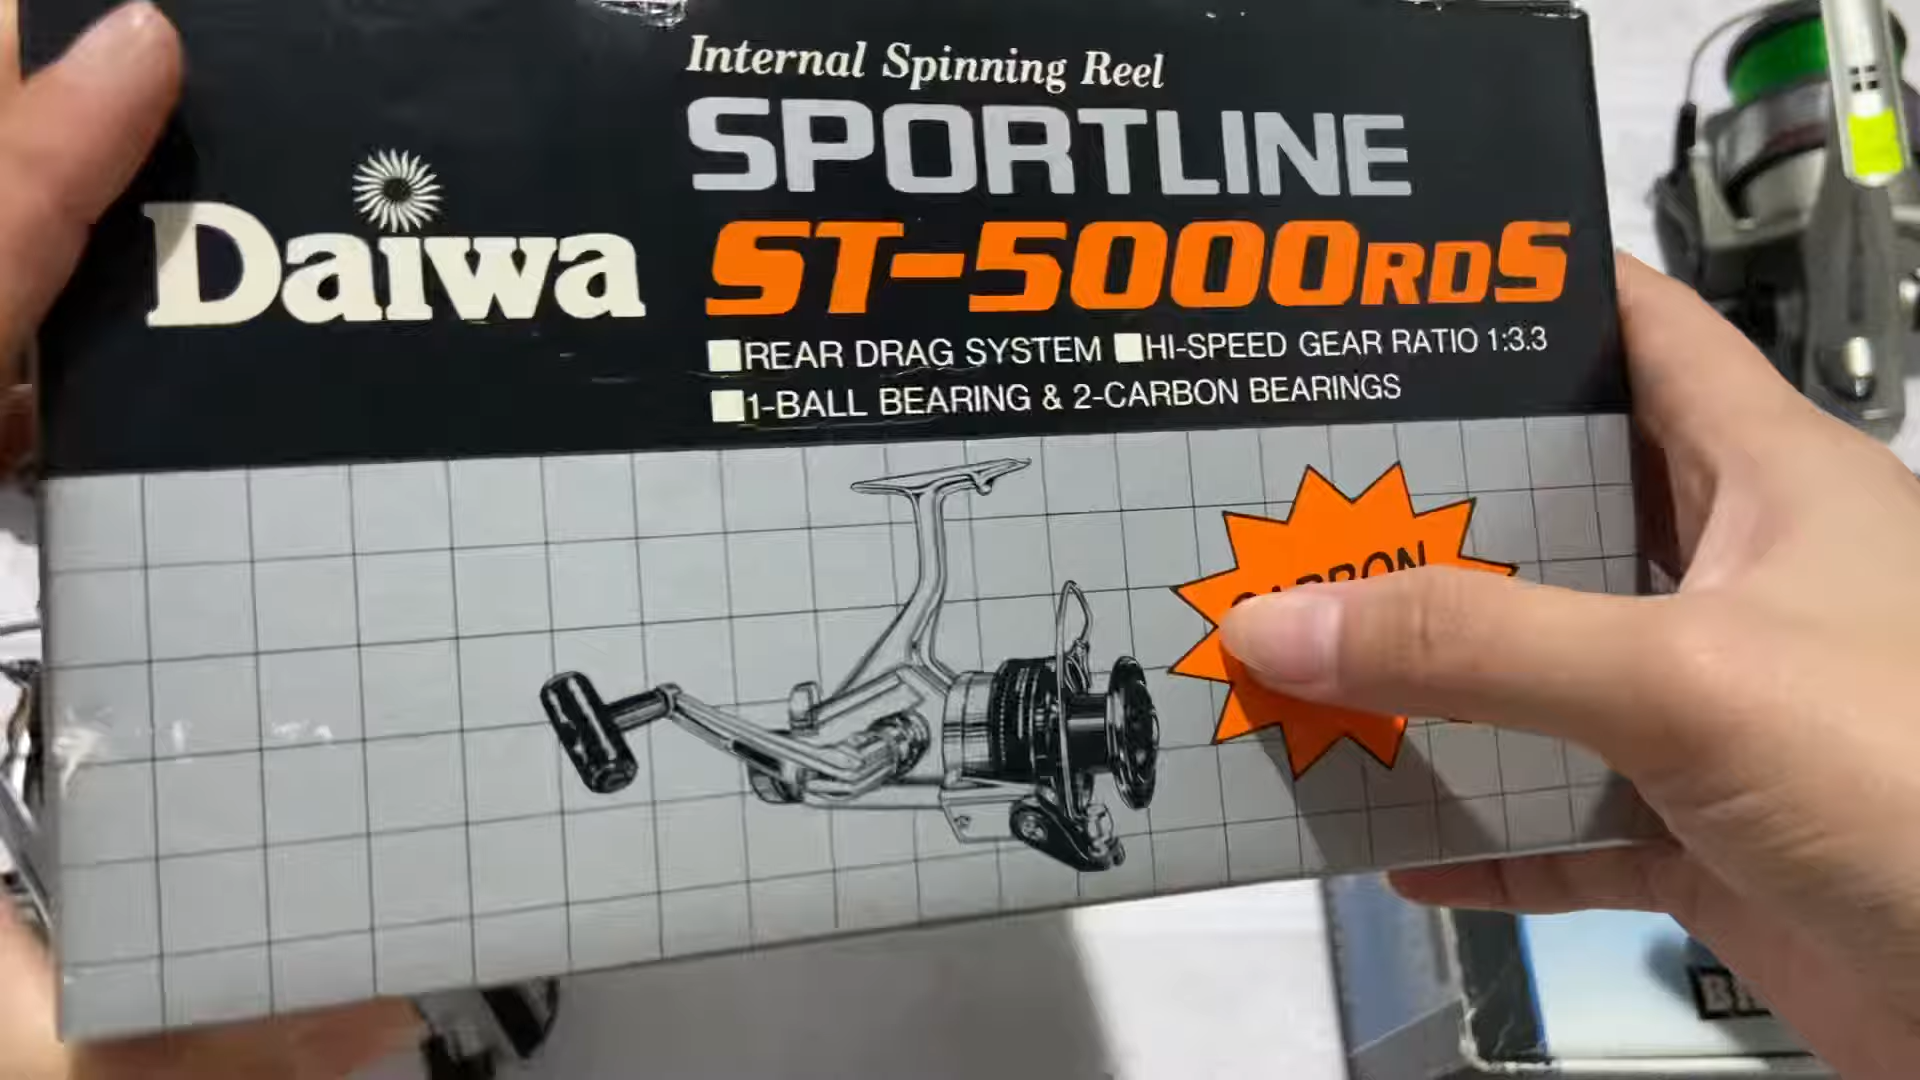 Internal Spinning Reel
SPORTLINE
Daiwa
ST-5000RDS
REAR DRAG SYSTEM HI-SPEED GEAR RATIO 1:3.3
1-BALL BEARING & 2-CARBON BEARINGS
CARBON